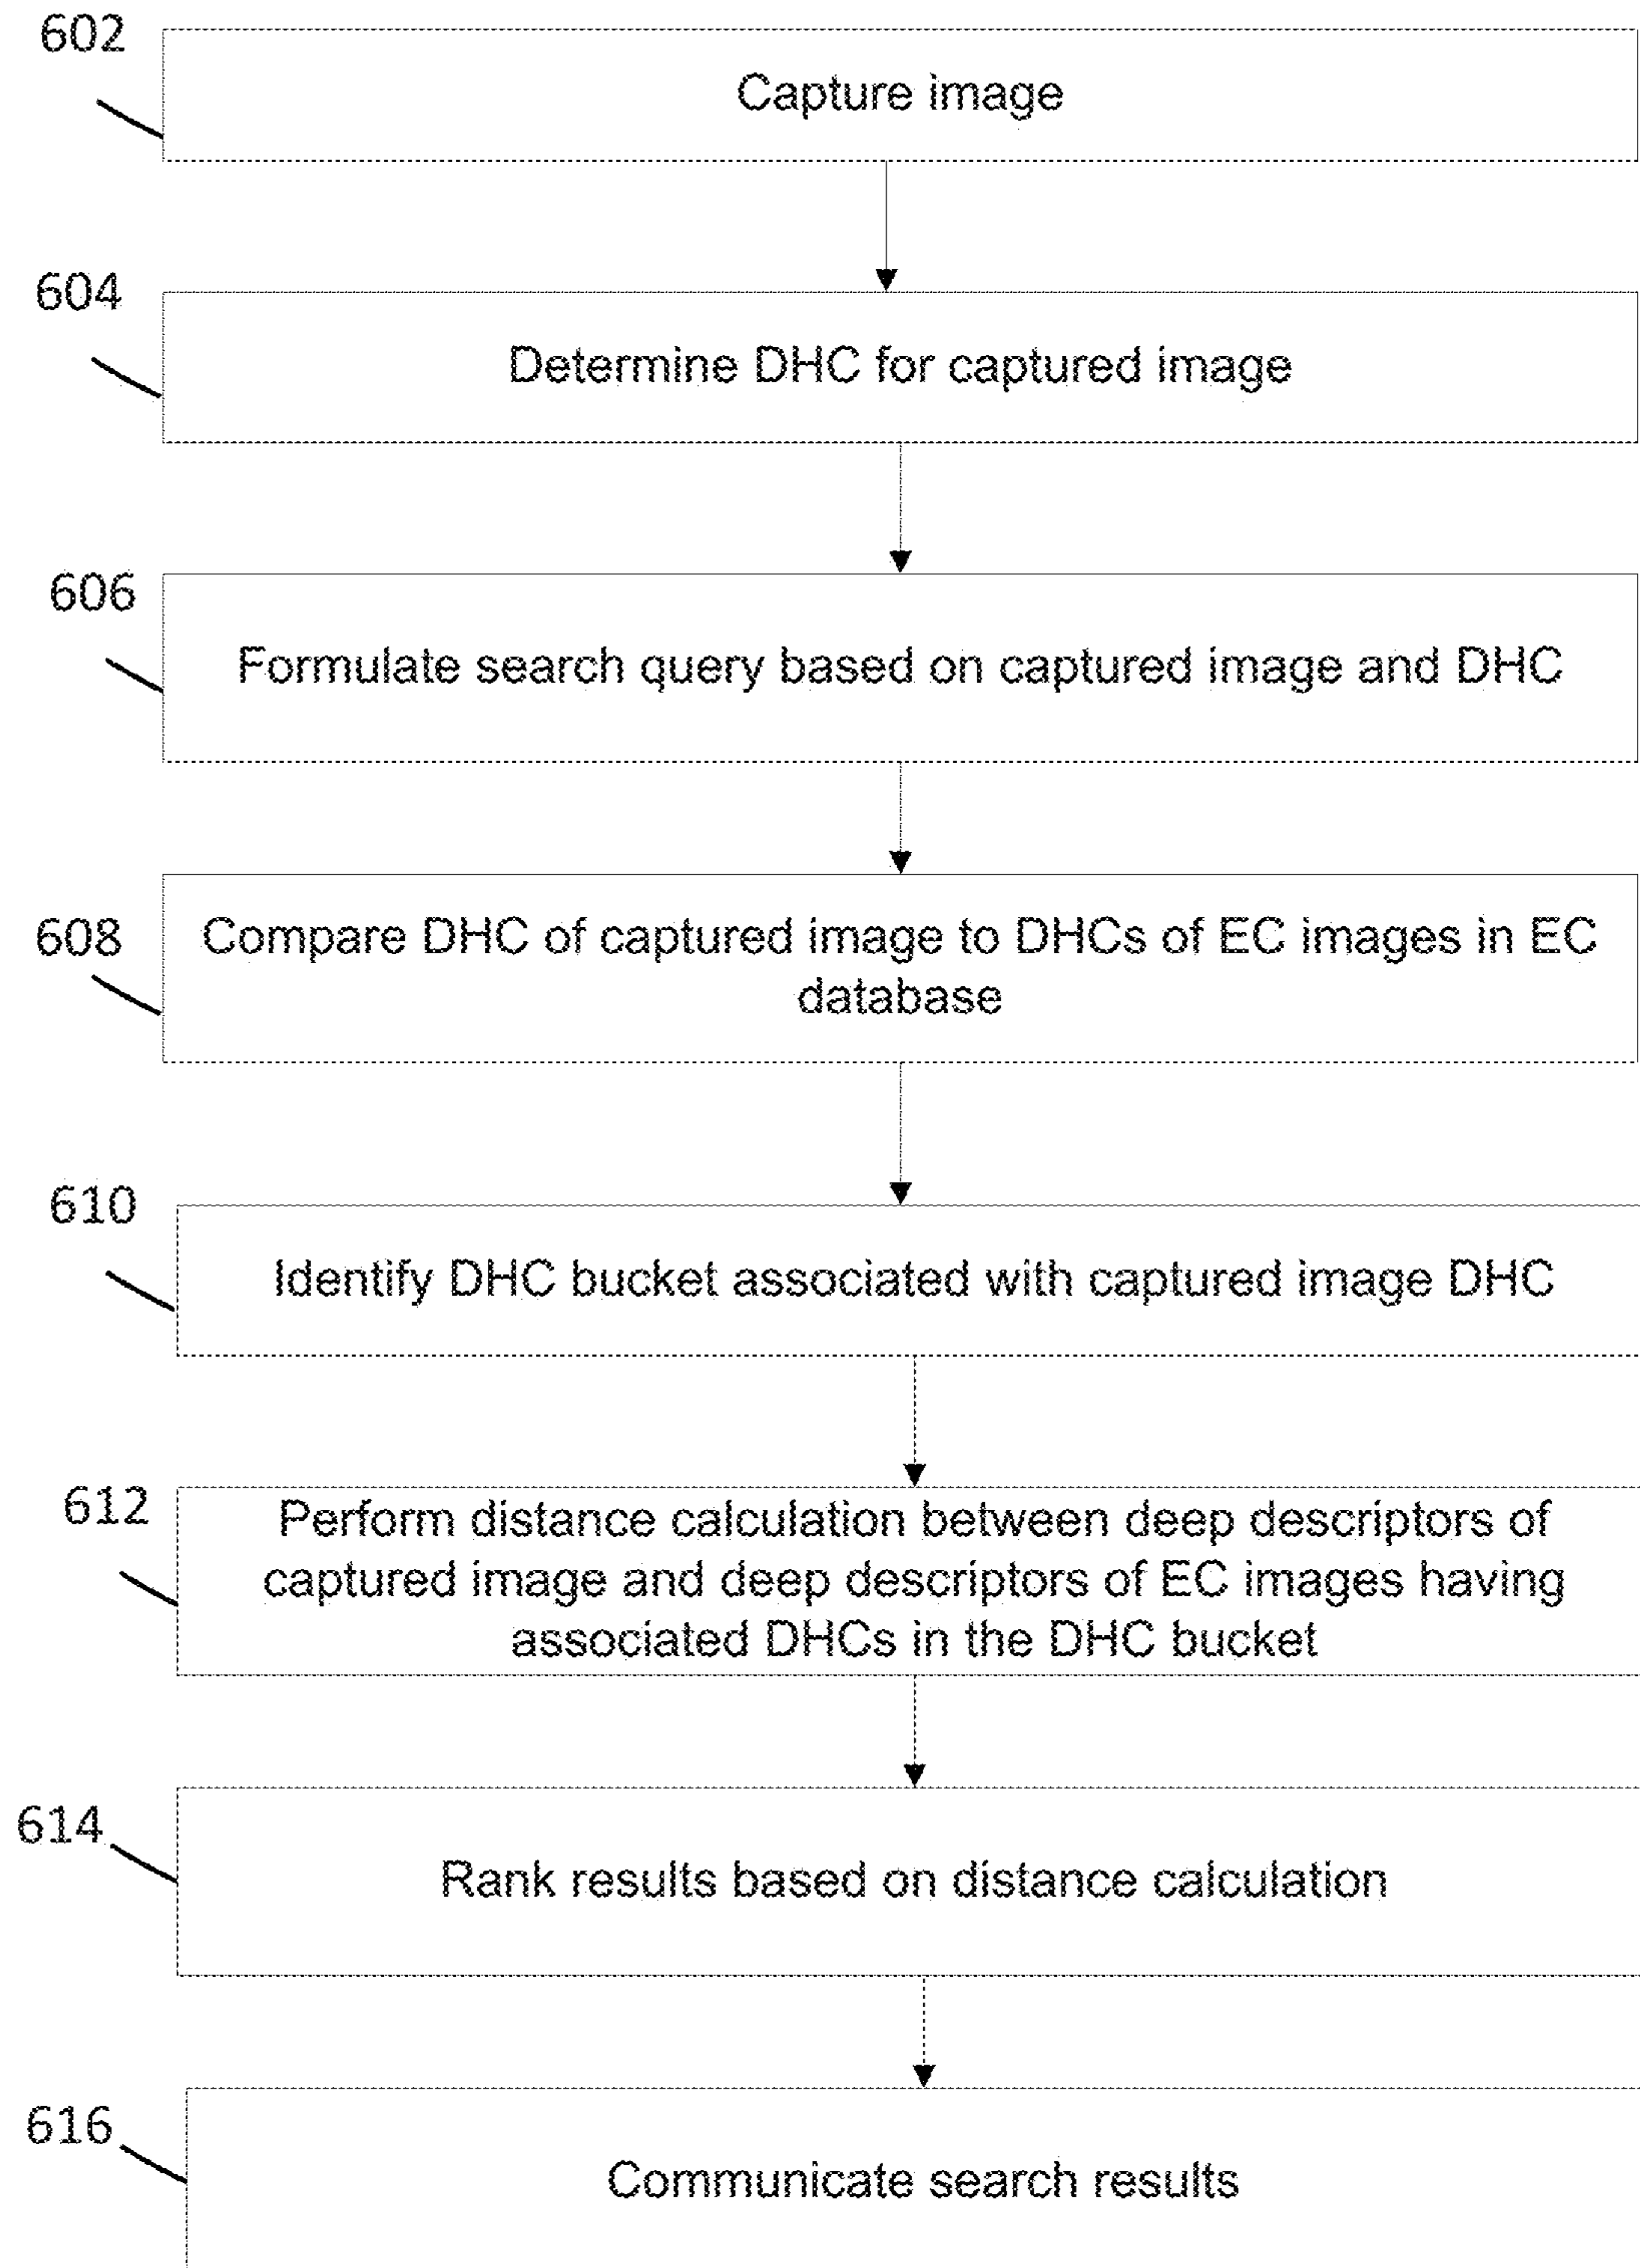 602
Capture image
604
Determine DHC for captured image
606
Formulate search query based on captured image and DHC
608
Compare DHC of captured image to DHCs of EC images in EC
database
610
Identify DHC bucket associated with captured image DHC
612
Perform distance calculation between deep descriptors of
captured image and deep descriptors of EC images having
associated DHCs in the DHC bucket
614
Rank results based on distance calculation
616
Communicate search results